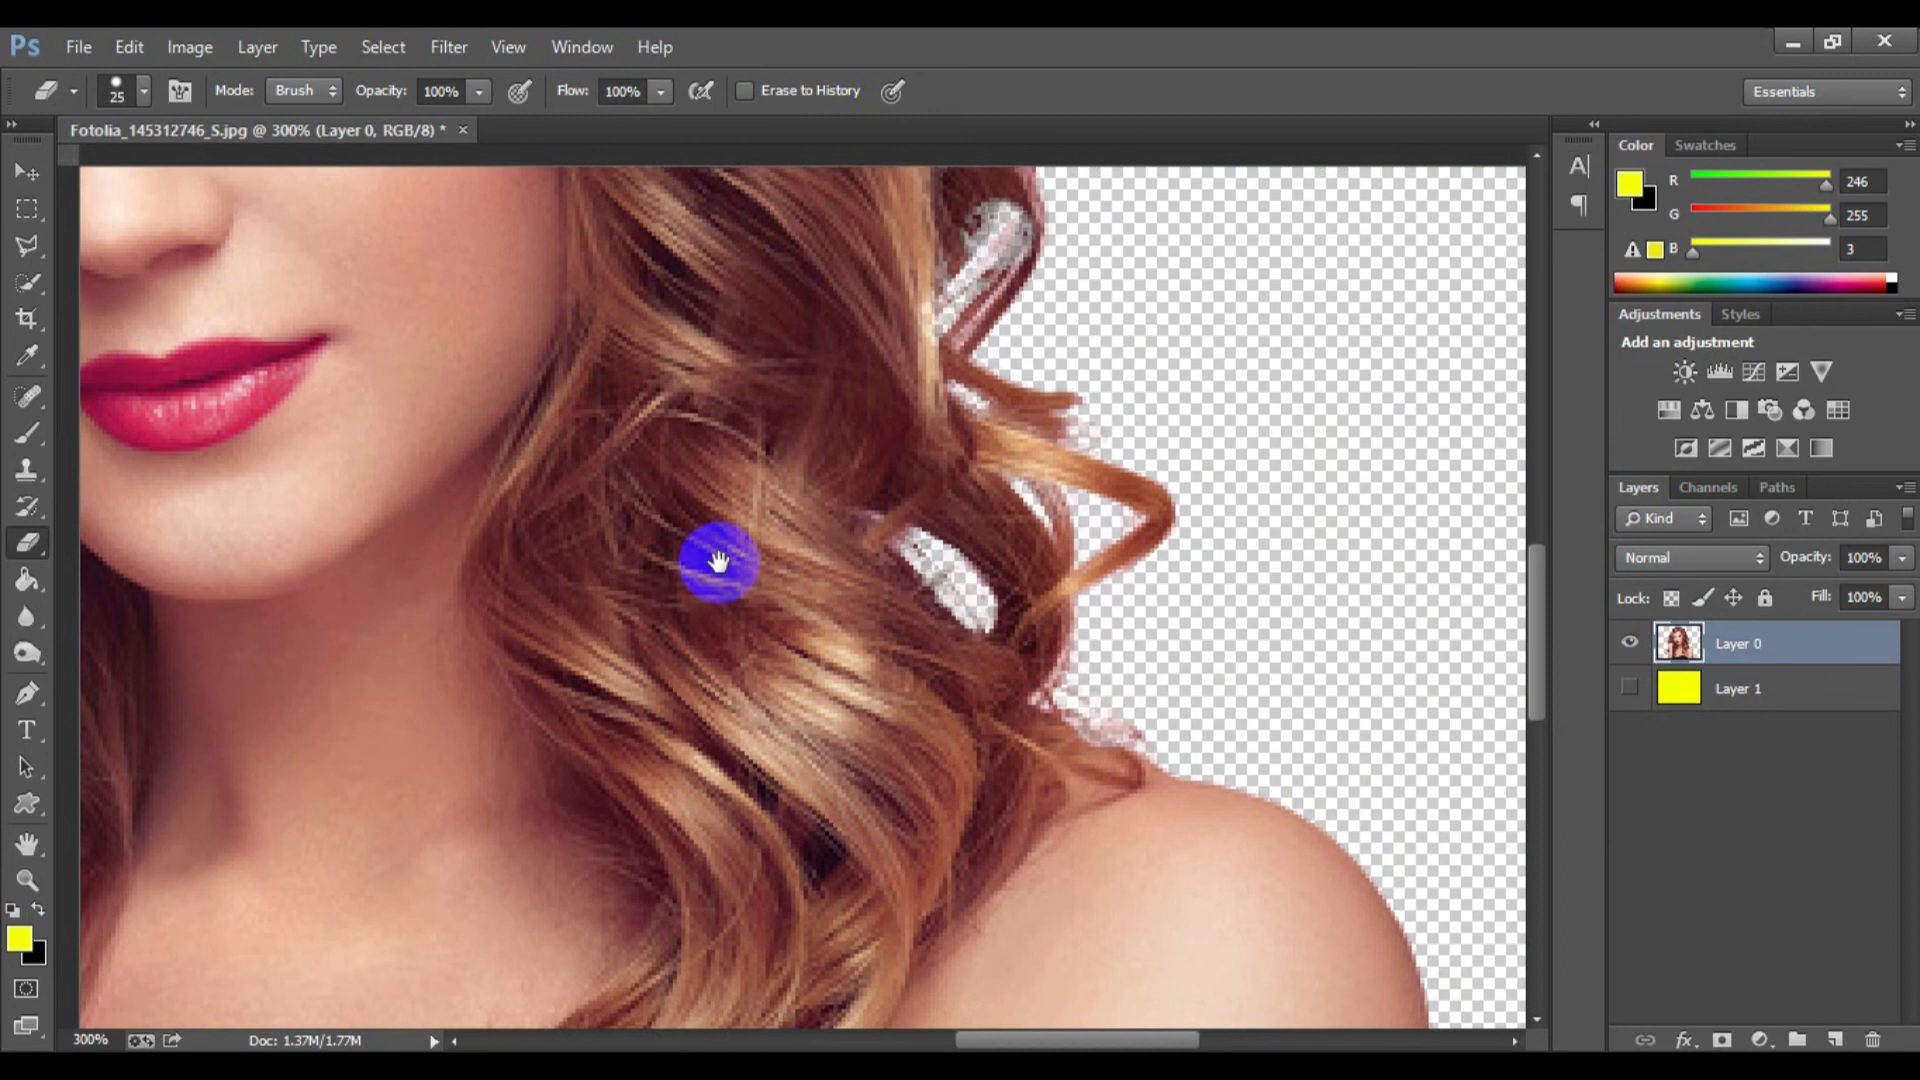 Ps File Edit Image Layer Type Select Filter View Window Help
25 Mode: Brush Opacity: 100% Flow: 100% Erase to History Essentials
Fotolia_145312746_S.jpg @ 300% (Layer 0, RGB/8) *
Color Swatches
R 246
G 255
B 3
Adjustments Styles
Add an adjustment
Layers Channels Paths
Kind
Normal Opacity: 100%
Lock: Fill: 100%
Layer 0
Layer 1
300% Doc: 1.37M/1.77M